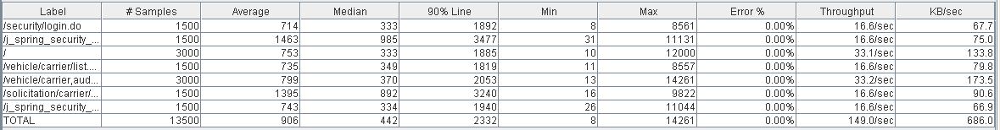 Label # Samples Average Median 90% Line Min Max Error % Throughput KB/sec
/security/login.do 1500 714 333 1892 8 8561 0.00% 16.6/sec 67.7
/j_spring_security_... 1500 1463 985 3477 31 11131 0.00% 16.6/sec 75.0
/ 3000 753 333 1885 10 12000 0.00% 33.1/sec 133.8
/vehicle/carrier/list.... 1500 735 349 1819 11 8557 0.00% 16.6/sec 79.8
/vehicle/carrier,aud... 3000 799 370 2053 13 14261 0.00% 33.2/sec 173.5
/solicitation/carrier/... 1500 1395 892 3240 16 9822 0.00% 16.6/sec 90.6
/j_spring_security_... 1500 743 334 1940 26 11044 0.00% 16.6/sec 66.9
TOTAL 13500 906 442 2332 8 14261 0.00% 149.0/sec 686.0